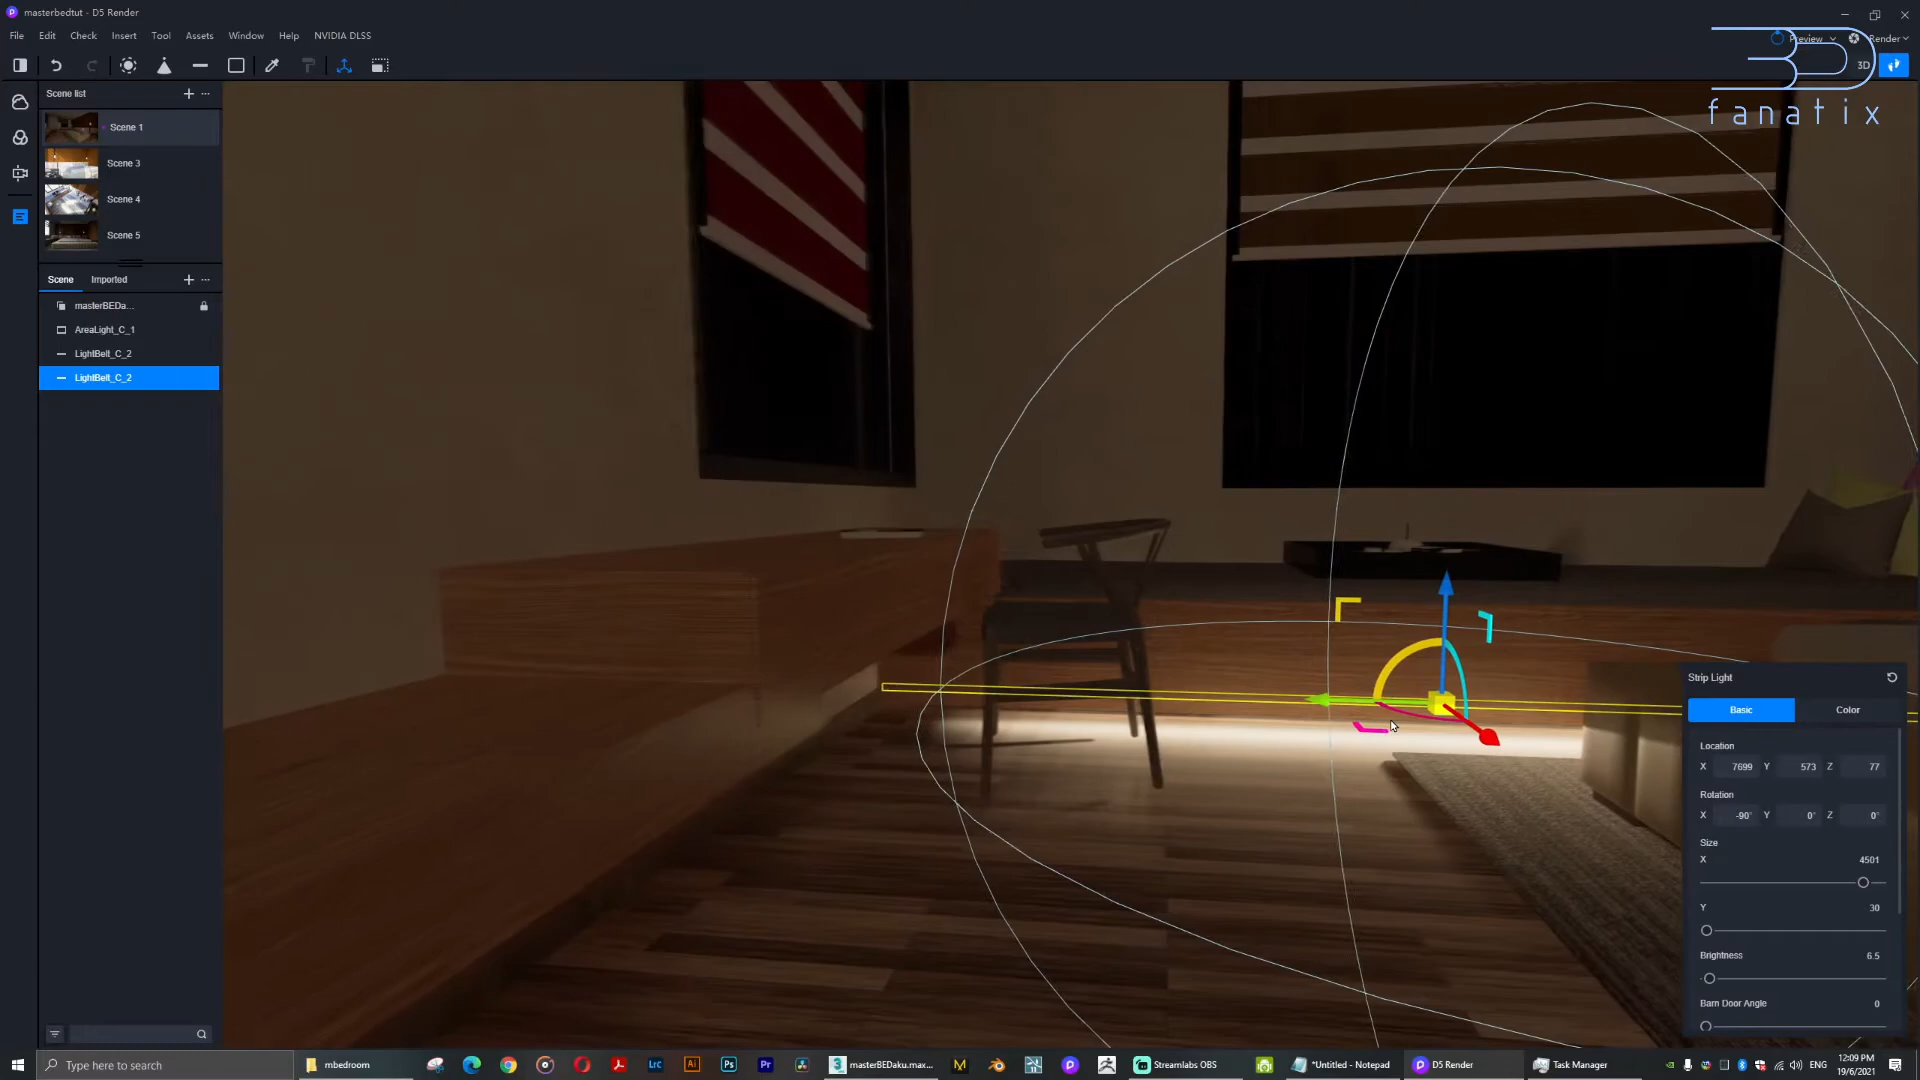 masterbedtut - D5 Render
File Edit Check Insert Tool Assets Window Help NVIDIA DLSS
Preview Render
3D
fanatix
Scene list
Scene 1
Scene 3
Scene 4
Scene 5
Scene Imported
masterBEDa...
AreaLight_C_1
LightBelt_C_2
LightBelt_C_2
Strip Light
Basic Color
Location
X 7699 Y 573 Z 77
Rotation
X -90° Y 0° Z 0°
Size
X 4501
Y 30
Brightness 6.5
Barn Door Angle 0
Type here to search mbedroom Lrc Ai Ps Pr masterBEDaku.max... Streamlabs OBS *Untitled - Notepad D5 Render Task Manager ENG 12:09 PM
19/6/2021